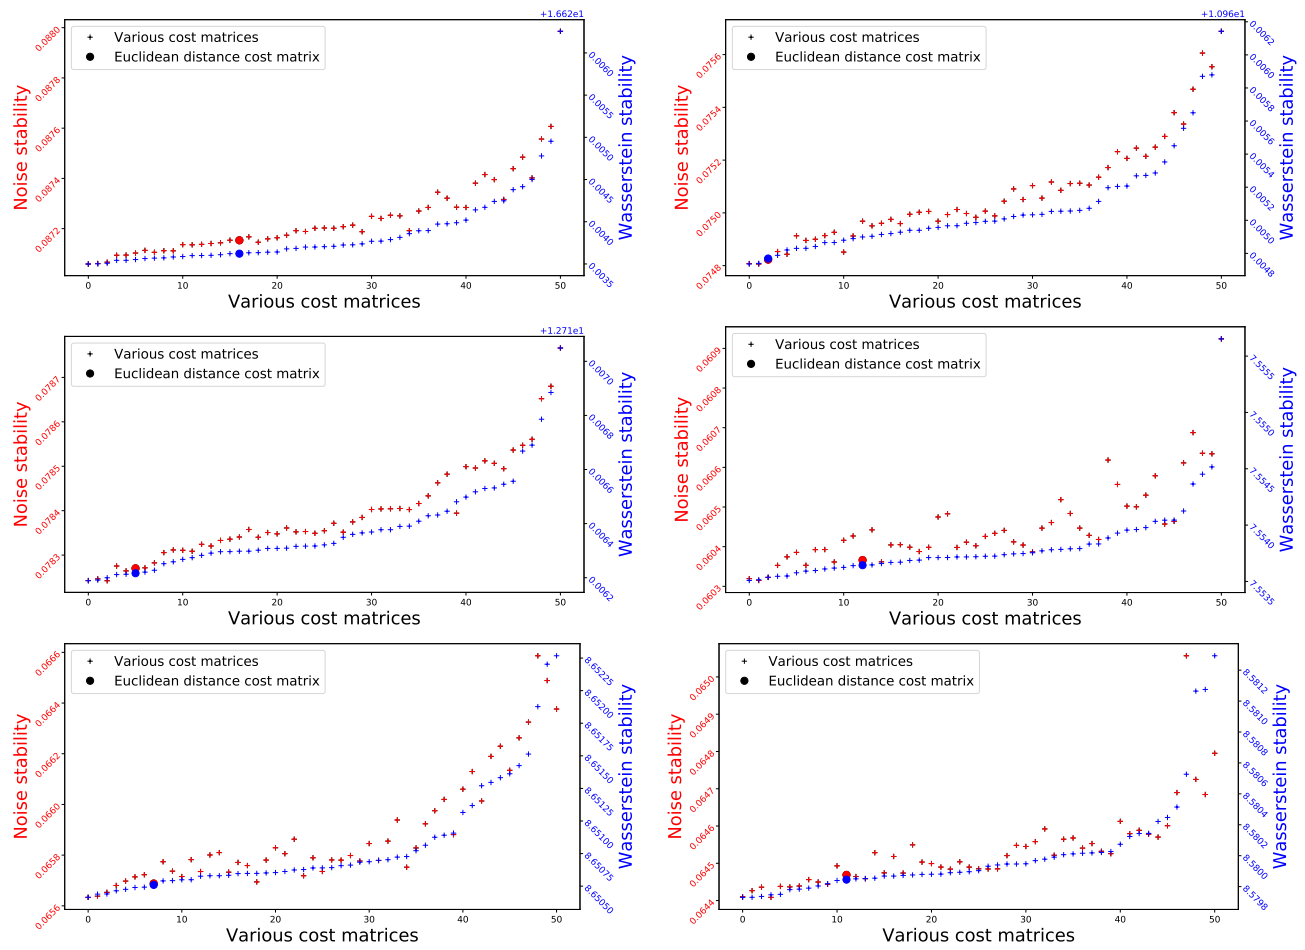 +1.662e1
Various cost matrices
Euclidean distance cost matrix
Noise stability
0.0880
0.0878
0.0876
0.0874
0.0872
0.0060
0.0055
0.0050
0.0045
0.0040
0.0035
Wasserstein stability
0 10 20 30 40 50
Various cost matrices
+1.096e1
Various cost matrices
Euclidean distance cost matrix
Noise stability
0.0756
0.0754
0.0752
0.0750
0.0748
0.0062
0.0060
0.0058
0.0056
0.0054
0.0052
0.0050
0.0048
Wasserstein stability
0 10 20 30 40 50
Various cost matrices
+1.271e1
Various cost matrices
Euclidean distance cost matrix
Noise stability
0.0787
0.0786
0.0785
0.0784
0.0783
0.0070
0.0068
0.0066
0.0064
0.0062
Wasserstein stability
0 10 20 30 40 50
Various cost matrices
Various cost matrices
Euclidean distance cost matrix
Noise stability
0.0609
0.0608
0.0607
0.0606
0.0605
0.0604
0.0603
7.5555
7.5550
7.5545
7.5540
7.5535
Wasserstein stability
0 10 20 30 40 50
Various cost matrices
Various cost matrices
Euclidean distance cost matrix
Noise stability
0.0666
0.0664
0.0662
0.0660
0.0658
0.0656
8.65225
8.65200
8.65175
8.65150
8.65125
8.65100
8.65075
8.65050
Wasserstein stability
0 10 20 30 40 50
Various cost matrices
Various cost matrices
Euclidean distance cost matrix
Noise stability
0.0650
0.0649
0.0648
0.0647
0.0646
0.0645
0.0644
8.5812
8.5810
8.5808
8.5806
8.5804
8.5802
8.5800
8.5798
Wasserstein stability
0 10 20 30 40 50
Various cost matrices